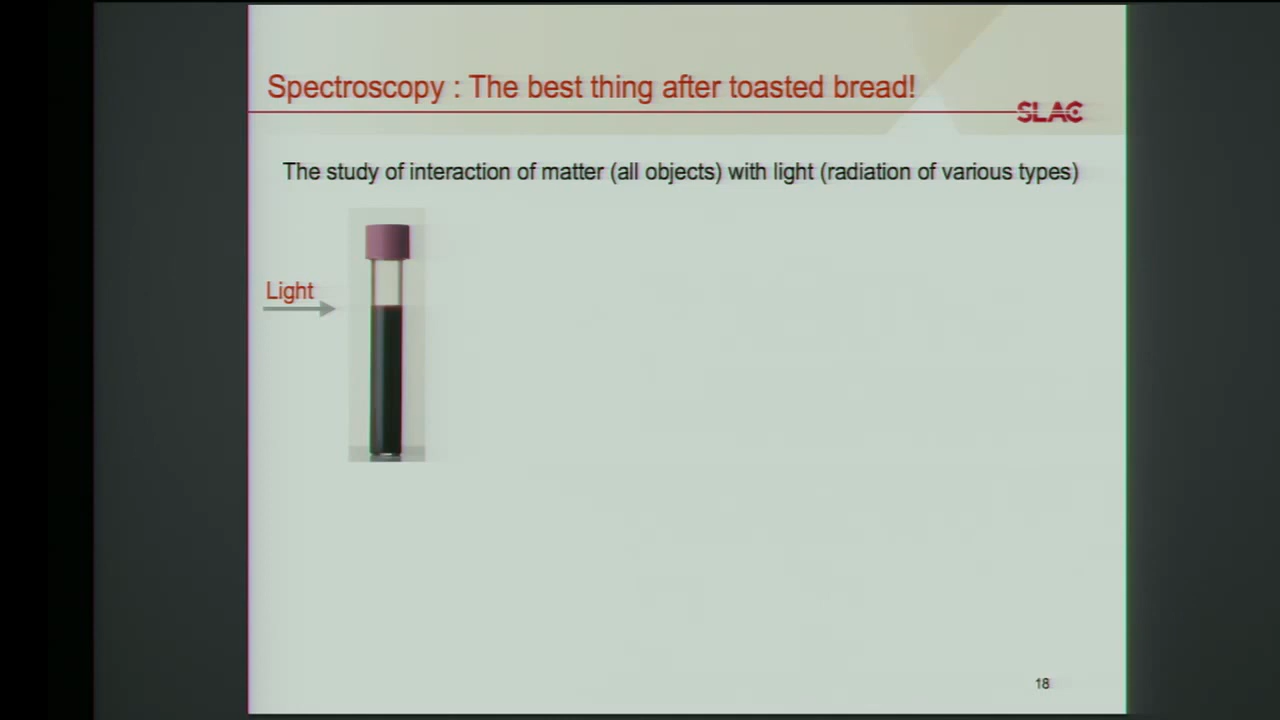 Spectroscopy : The best thing after toasted bread!
SLAC
The study of interaction of matter (all objects) with light (radiation of various types)
Light
18